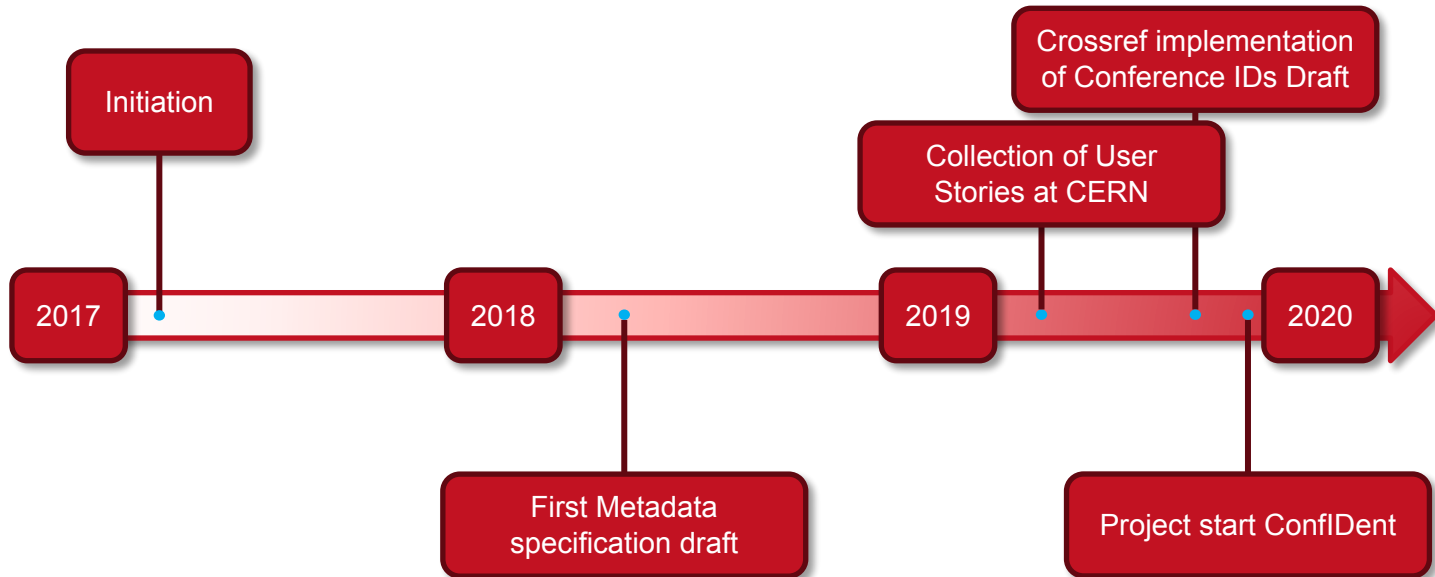 Crossref implementation
of Conference IDs Draft
Initiation
Collection of User
Stories at CERN
2017
2018
2019
2020
First Metadata
specification draft
Project start ConfIDent